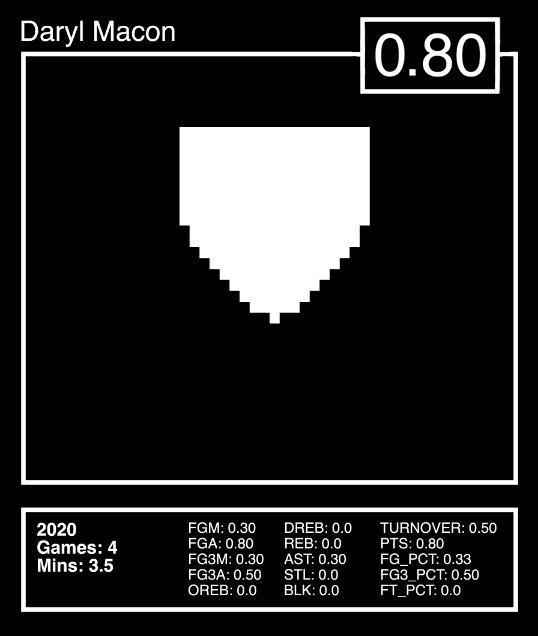 Daryl Macon
0.80
2020
Games: 4
Mins: 3.5
FGM: 0.30
FGA: 0.80
FG3M: 0.30
FG3A: 0.50
OREB: 0.0
DREB: 0.0
REB: 0.0
AST: 0.30
STL: 0.0
BLK: 0.0
TURNOVER: 0.50
PTS: 0.80
FG_PCT: 0.33
FG3_PCT: 0.50
FT_PCT: 0.0